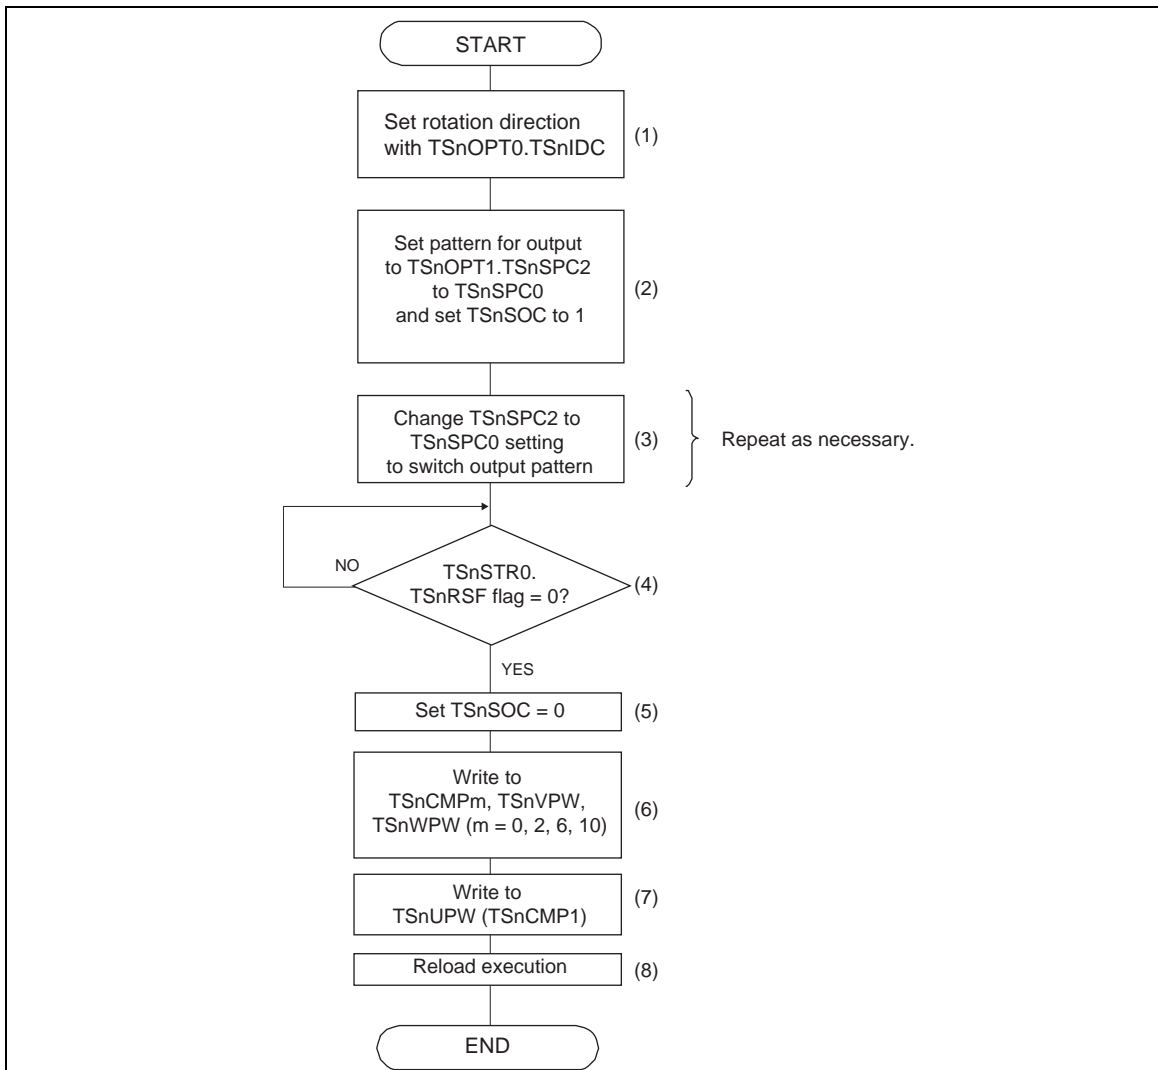 START
Set rotation direction
with TSnOPT0.TSnIDC
(1)
Set pattern for output
to TSnOPT1.TSnSPC2
to TSnSPC0
and set TSnSOC to 1
(2)
Change TSnSPC2 to
TSnSPC0 setting
to switch output pattern
(3)
Repeat as necessary.
NO
TSnSTR0.
TSnRSF flag = 0?
(4)
YES
Set TSnSOC = 0
(5)
Write to
TSnCMPm, TSnVPW,
TSnWPW (m = 0, 2, 6, 10)
(6)
Write to
TSnUPW (TSnCMP1)
(7)
Reload execution
(8)
END